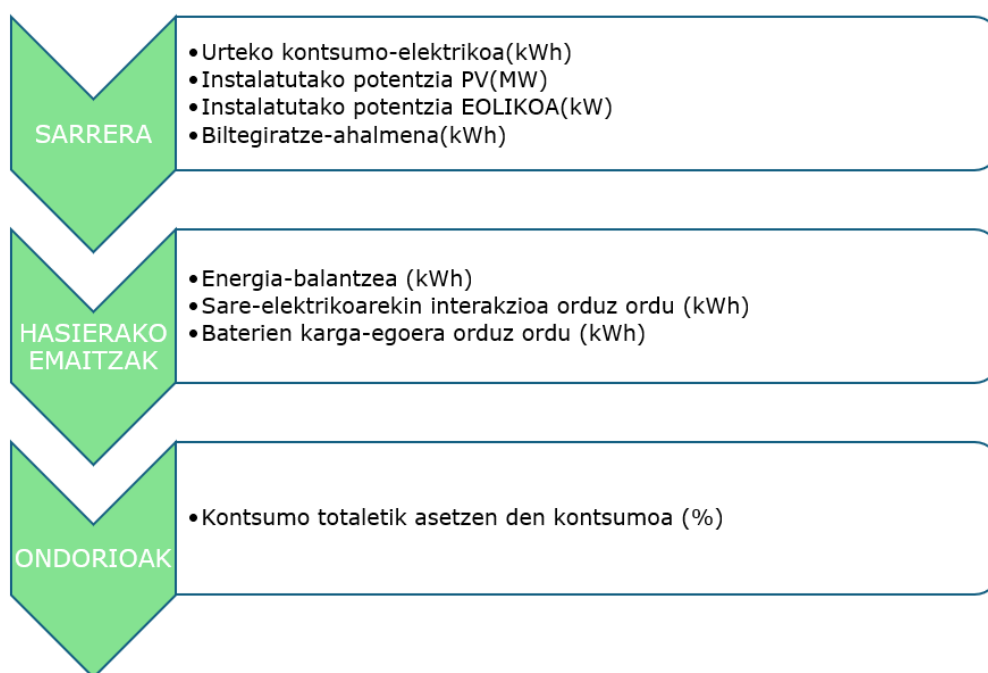 SARRERA
•Urteko kontsumo-elektrikoa(kWh)
•Instalatutako potentzia PV(MW)
•Instalatutako potentzia EOLIKOA(kW)
•Biltegiratze-ahalmena(kWh)
HASIERAKO
EMAITZAK
•Energia-balantzea (kWh)
•Sare-elektrikoarekin interakzioa orduz ordu (kWh)
•Baterien karga-egoera orduz ordu (kWh)
ONDORIOAK
•Kontsumo totaletik asetzen den kontsumoa (%)